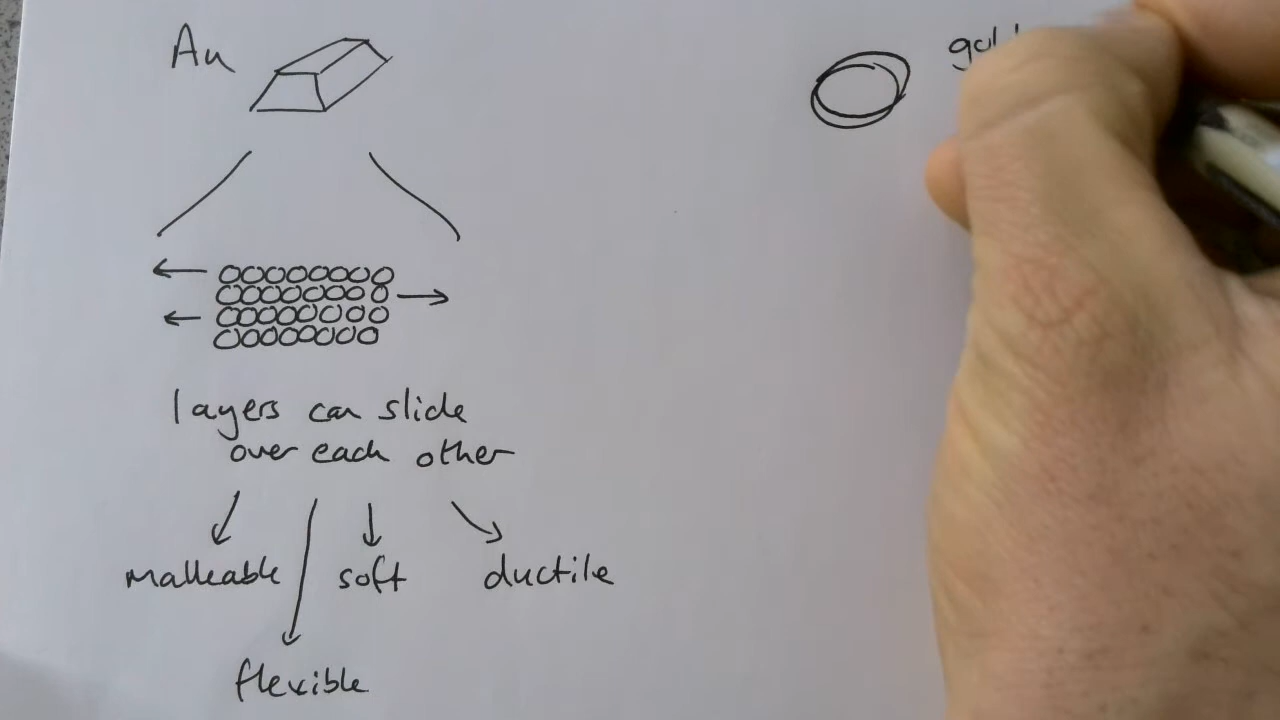 Au
layers can slide
over each other
malleable
soft
ductile
flexible